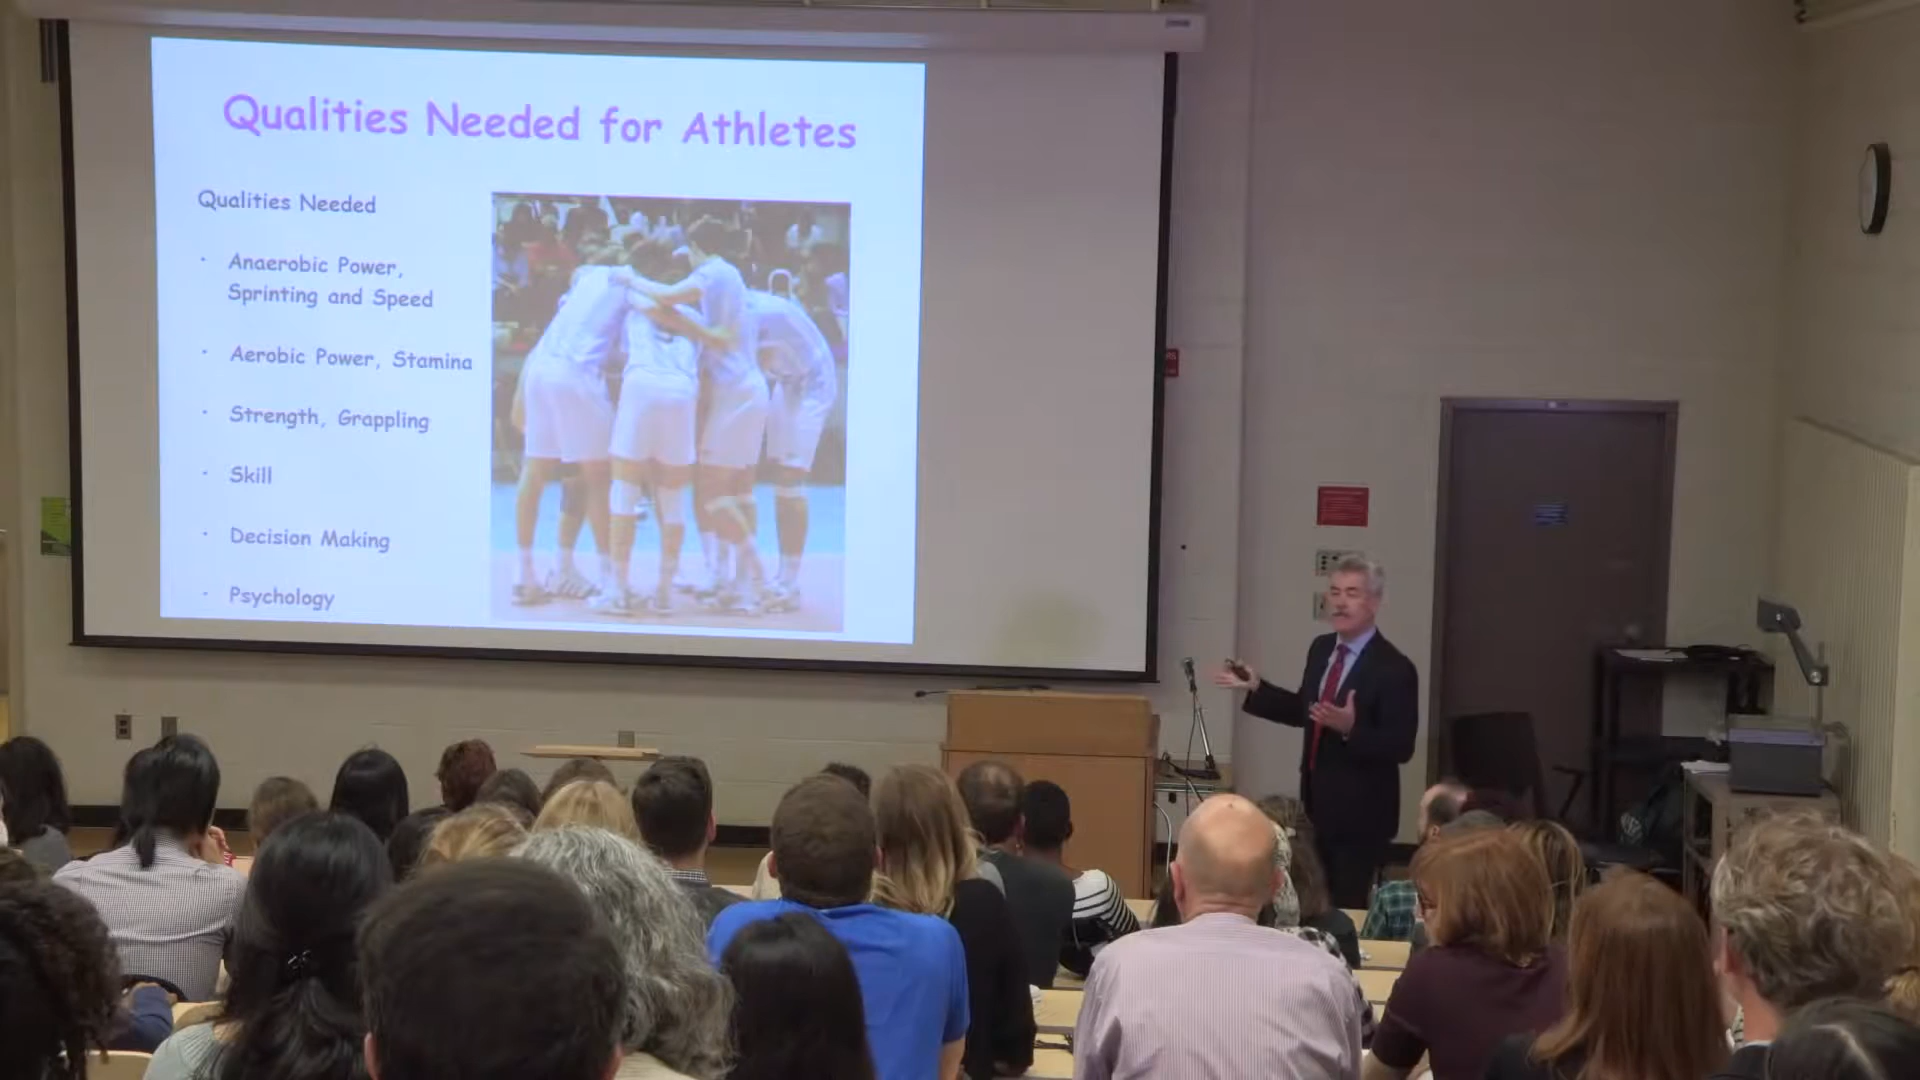 Qualities Needed for Athletes
Qualities Needed
· Anaerobic Power,
Sprinting and Speed
· Aerobic Power, Stamina
· Strength, Grappling
· Skill
· Decision Making
· Psychology